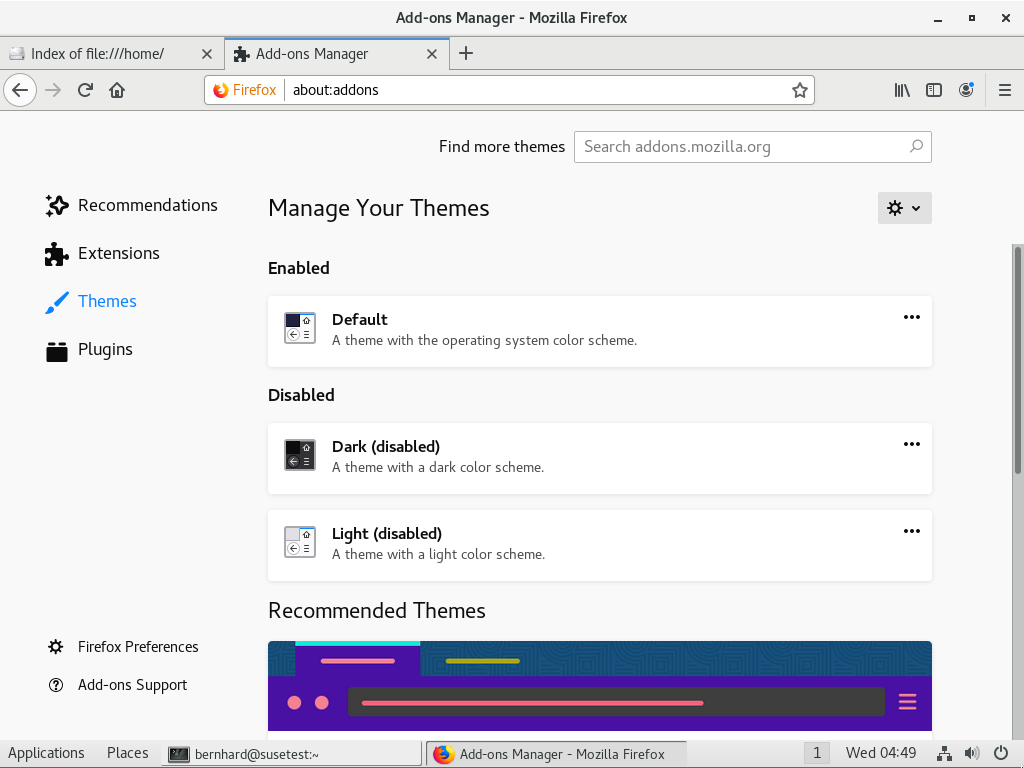 Add-ons Manager - Mozilla Firefox
Index of file:///home/
Add-ons Manager
Firefox
about:addons
Find more themes
Search addons.mozilla.org
Recommendations
Extensions
Themes
Plugins
Manage Your Themes
Enabled
Default
A theme with the operating system color scheme.
Disabled
Dark (disabled)
A theme with a dark color scheme.
Light (disabled)
A theme with a light color scheme.
Recommended Themes
Firefox Preferences
Add-ons Support
Applications
Places
bernhard@susetest:~
Add-ons Manager - Mozilla Firefox
1
Wed 04:49